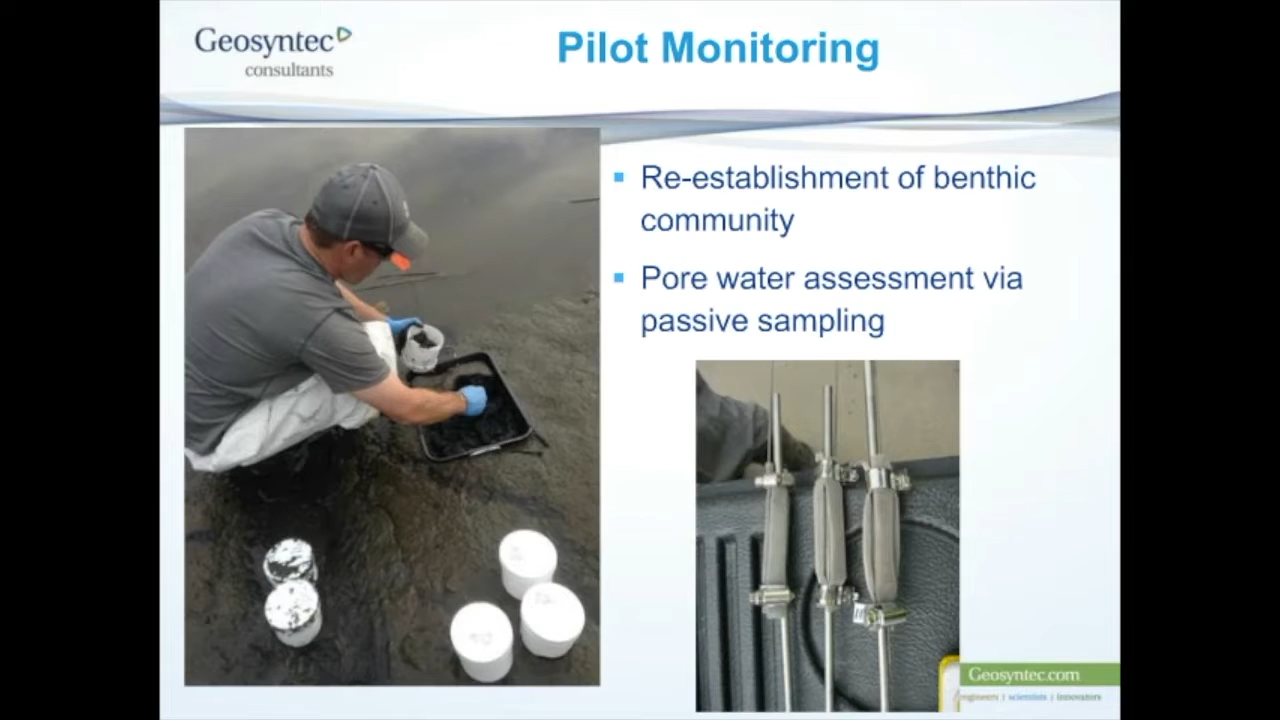 Geosyntec
consultants
Pilot Monitoring
Re-establishment of benthic
community
Pore water assessment via
passive sampling
Geosyntec.com
engineers | scientists | innovators